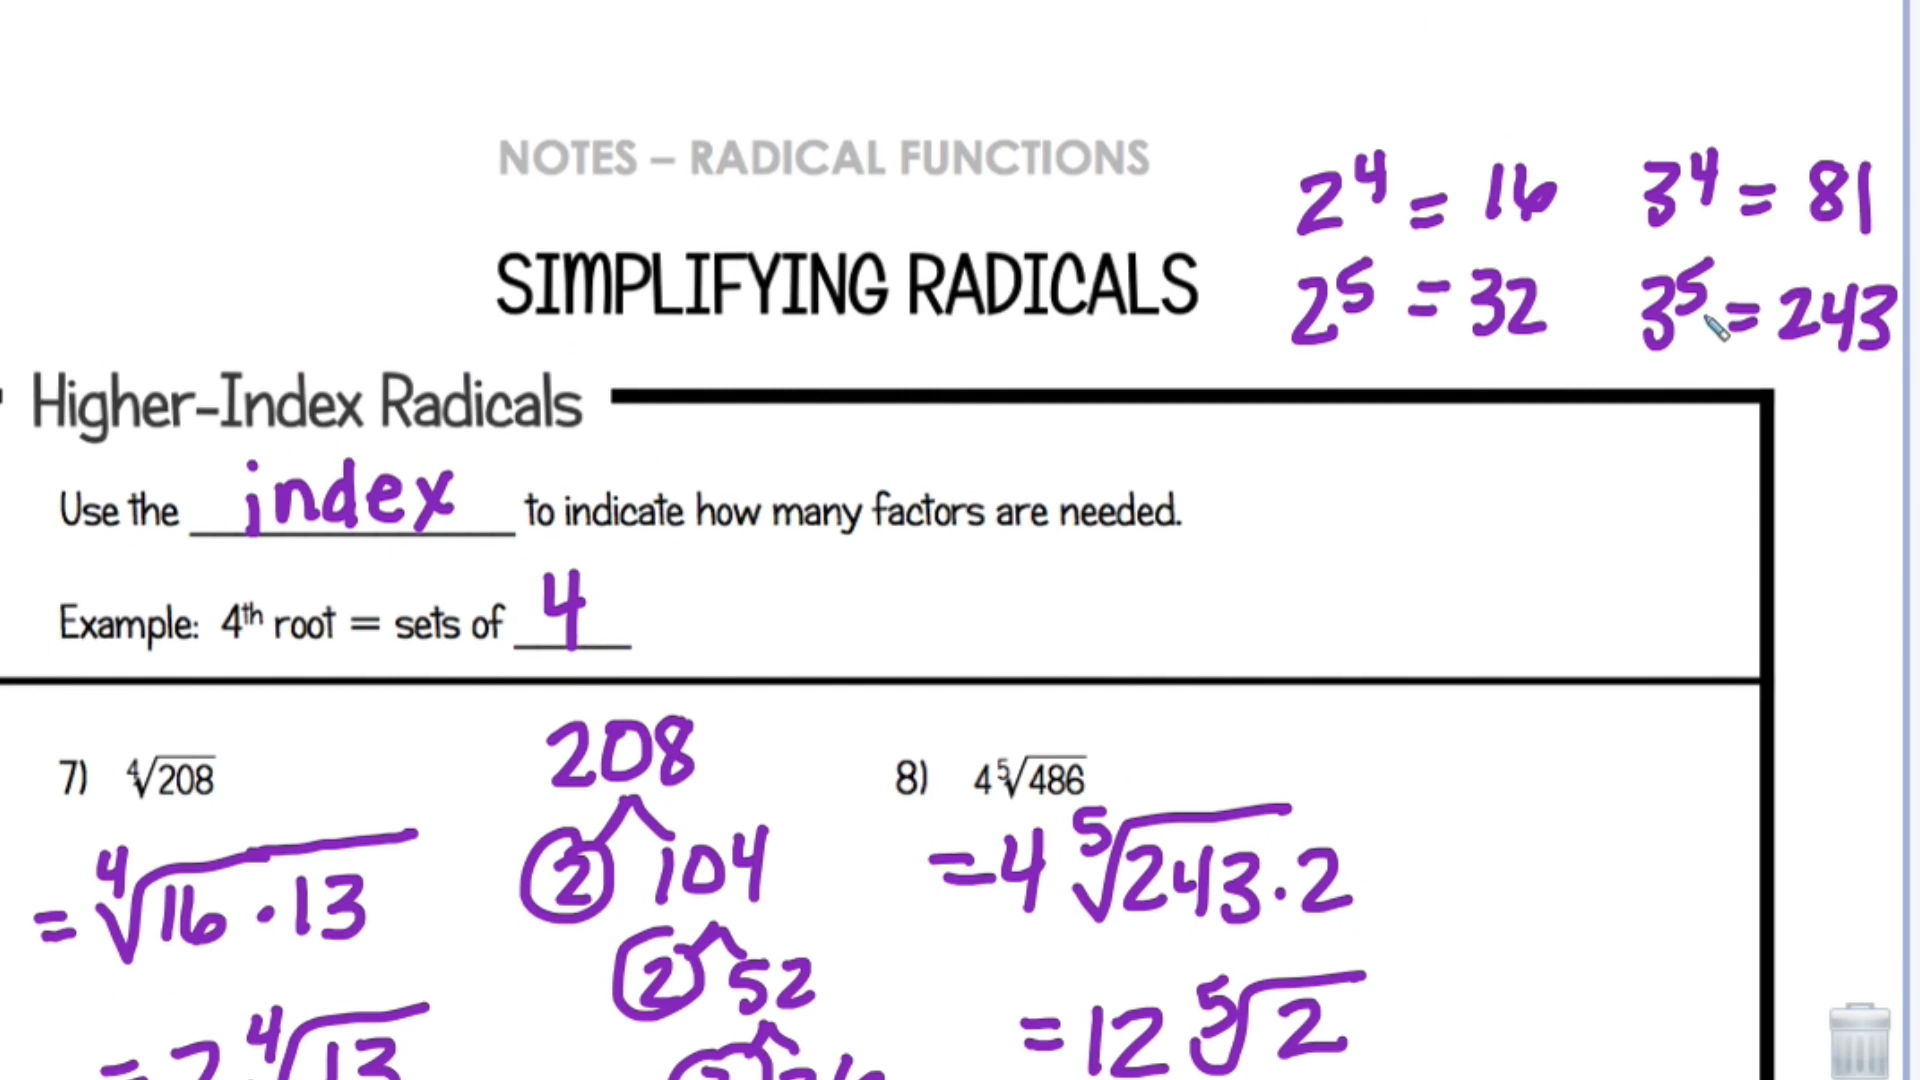 NOTES – RADICAL FUNCTIONS
2⁴ = 16 3⁴ = 81
SIMPLIFYING RADICALS
2⁵ = 32 3⁵ = 243
Higher-Index Radicals
Use the index to indicate how many factors are needed.
Example: 4th root = sets of 4
7) ⁴√208
208
2 104
2 52
= ⁴√16 · 13
⁴√13
8) 4⁵√486
= 4 ⁵√243 · 2
= 12 ⁵√2